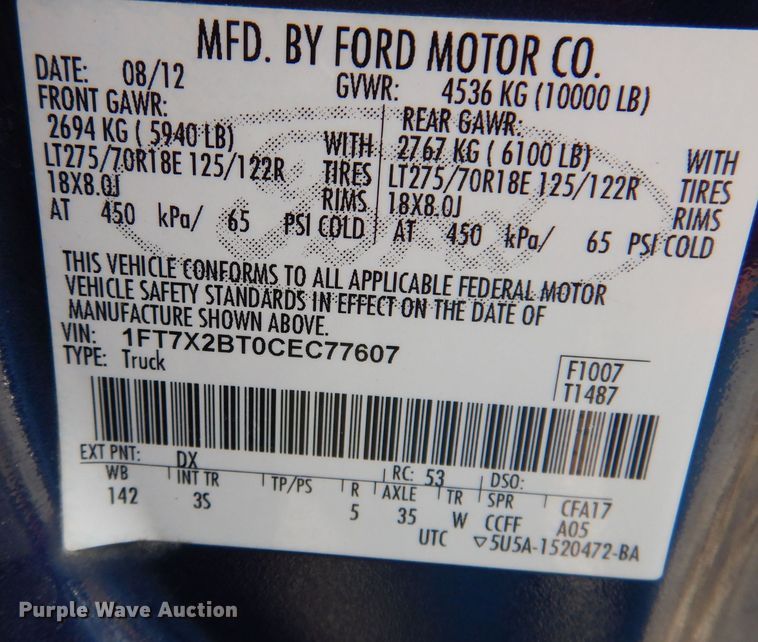 MFD. BY FORD MOTOR CO.
DATE: 08/12 GVWR: 4536 KG (10000 LB)
FRONT GAWR: REAR GAWR:
2694 KG ( 5940 LB) WITH 2767 KG ( 6100 LB) WITH
LT275/70R18E 125/122R TIRES LT275/70R18E 125/122R TIRES
18X8.0J RIMS 18X8.0J RIMS
AT 450 kPa/ 65 PSI COLD AT 450 kPa/ 65 PSI COLD
Ford
THIS VEHICLE CONFORMS TO ALL APPLICABLE FEDERAL MOTOR
VEHICLE SAFETY STANDARDS IN EFFECT ON THE DATE OF
MANUFACTURE SHOWN ABOVE.
VIN: 1FT7X2BT0CEC77607
TYPE: Truck
F1007
T1487
EXT PNT: DX RC: 53 DSO:
WB INT TR TP/PS R AXLE TR SPR CFA17
142 3S 5 35 W CCFF A05
UTC ▽5U5A-1520472-BA
Purple Wave Auction